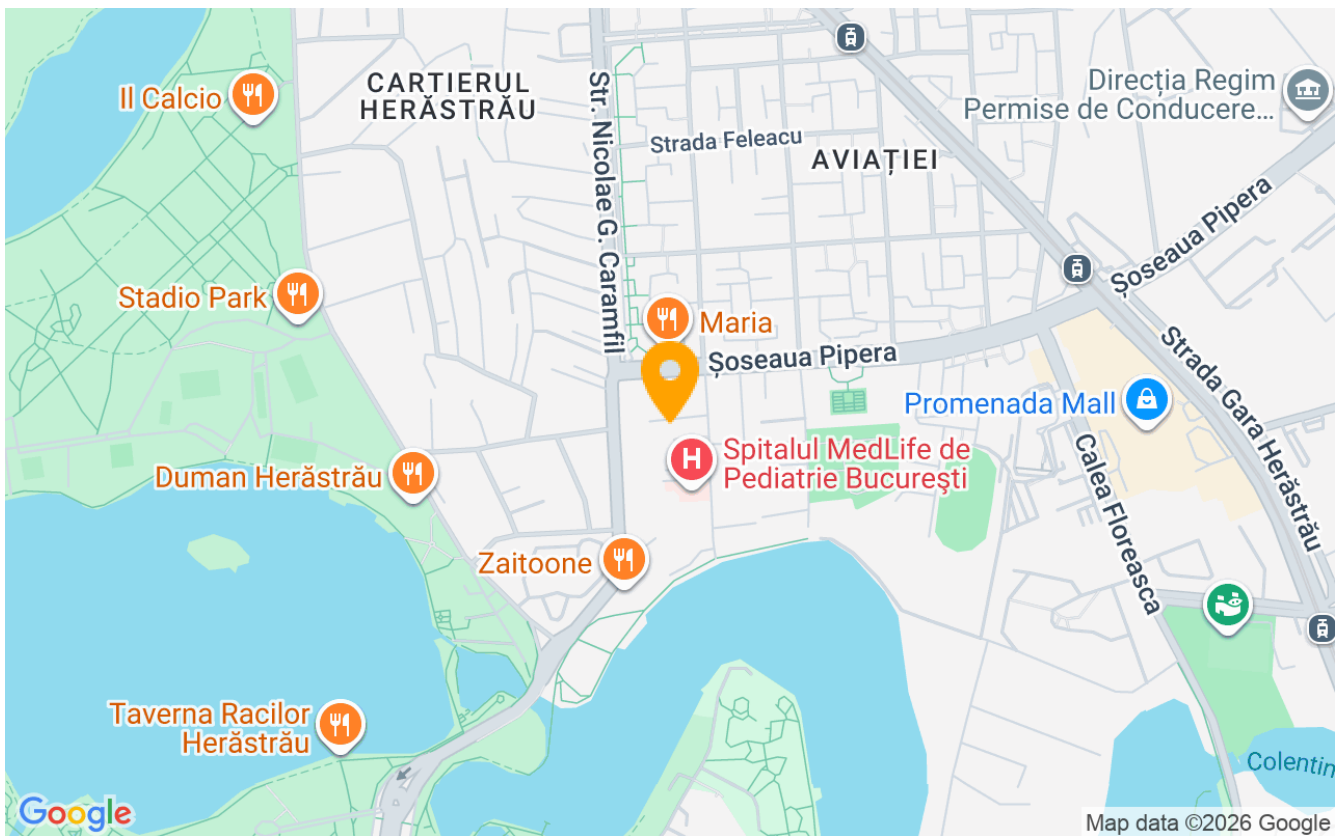 Il Calcio
CARTIERUL
HERĂSTRĂU
Str. Nicolae G. Caramfil
Strada Feleacu
AVIAȚIEI
Direcția Regim
Permise de Conducere...
Șoseaua Pipera
Stadio Park
Maria
Șoseaua Pipera
Promenada Mall
Strada Gara Herăstrău
Calea Floreasca
Duman Herăstrău
H
Spitalul MedLife de
Pediatrie Bucureşti
Zaitoone
Taverna Racilor
Herăstrău
Colentin
Google
Map data ©2026 Google